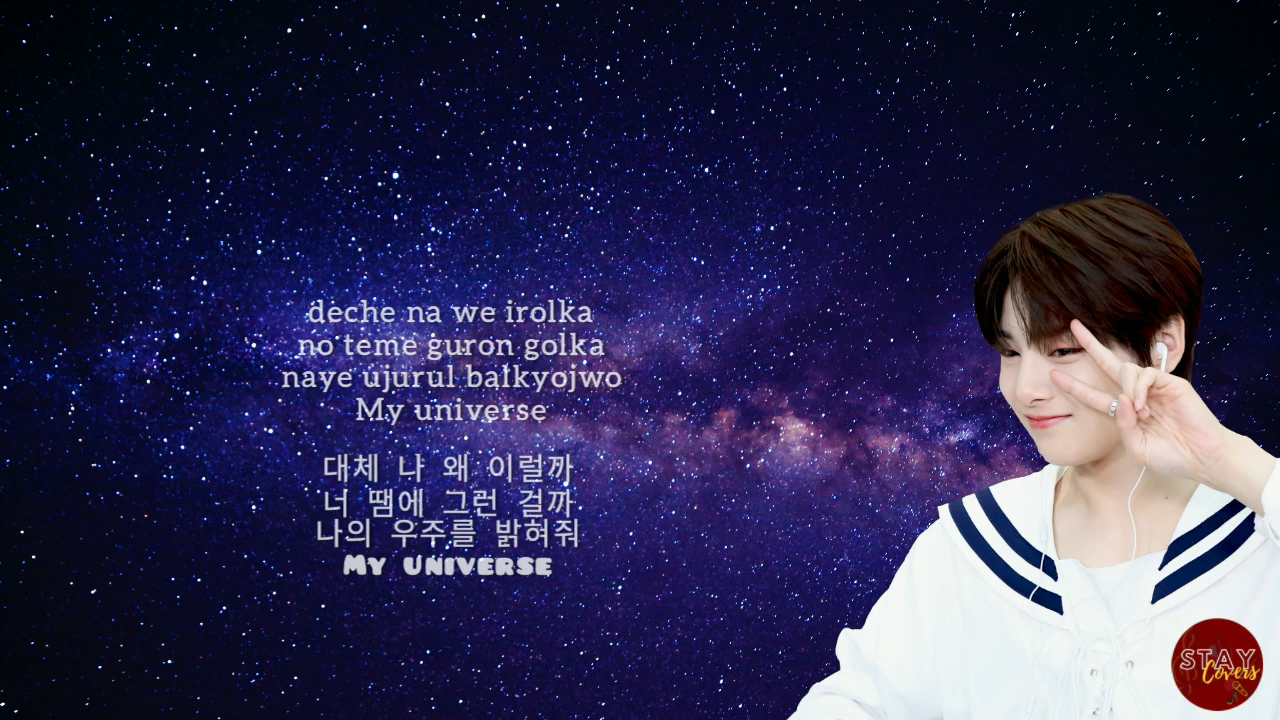 deche na we irolka
no teme guron golka
naye ujurul balkyojwo
My universe
대체 나 왜 이럴까
너 땜에 그런 걸까
나의 우주를 밝혀줘
My universe
STAY
Covers